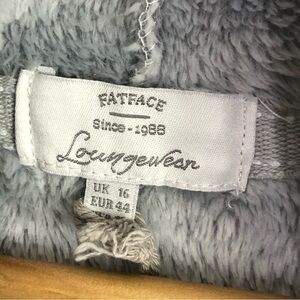 FATFACE
Since-1988
Loungewear
UK 16
EUR 44